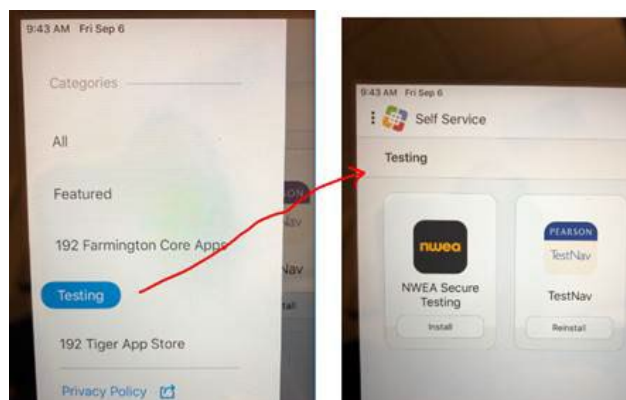 9:43 AM Fri Sep 6
Categories
All
Featured
192 Farmington Core Apps
Testing
192 Tiger App Store
Privacy Policy
9:43 AM Fri Sep 6
Self Service
Testing
nwea
NWEA Secure
Testing
Install
PEARSON
TestNav
TestNav
Reinstall